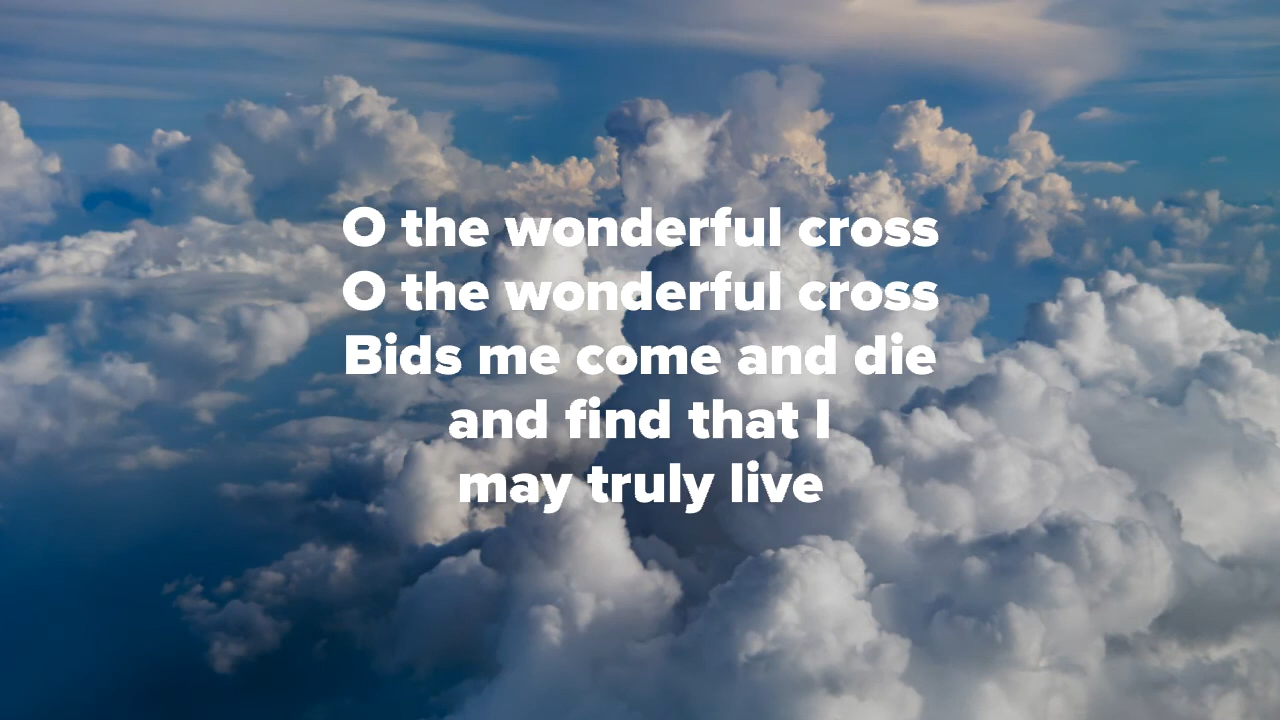 O the wonderful cross
O the wonderful cross
Bids me come and die
and find that I
may truly live